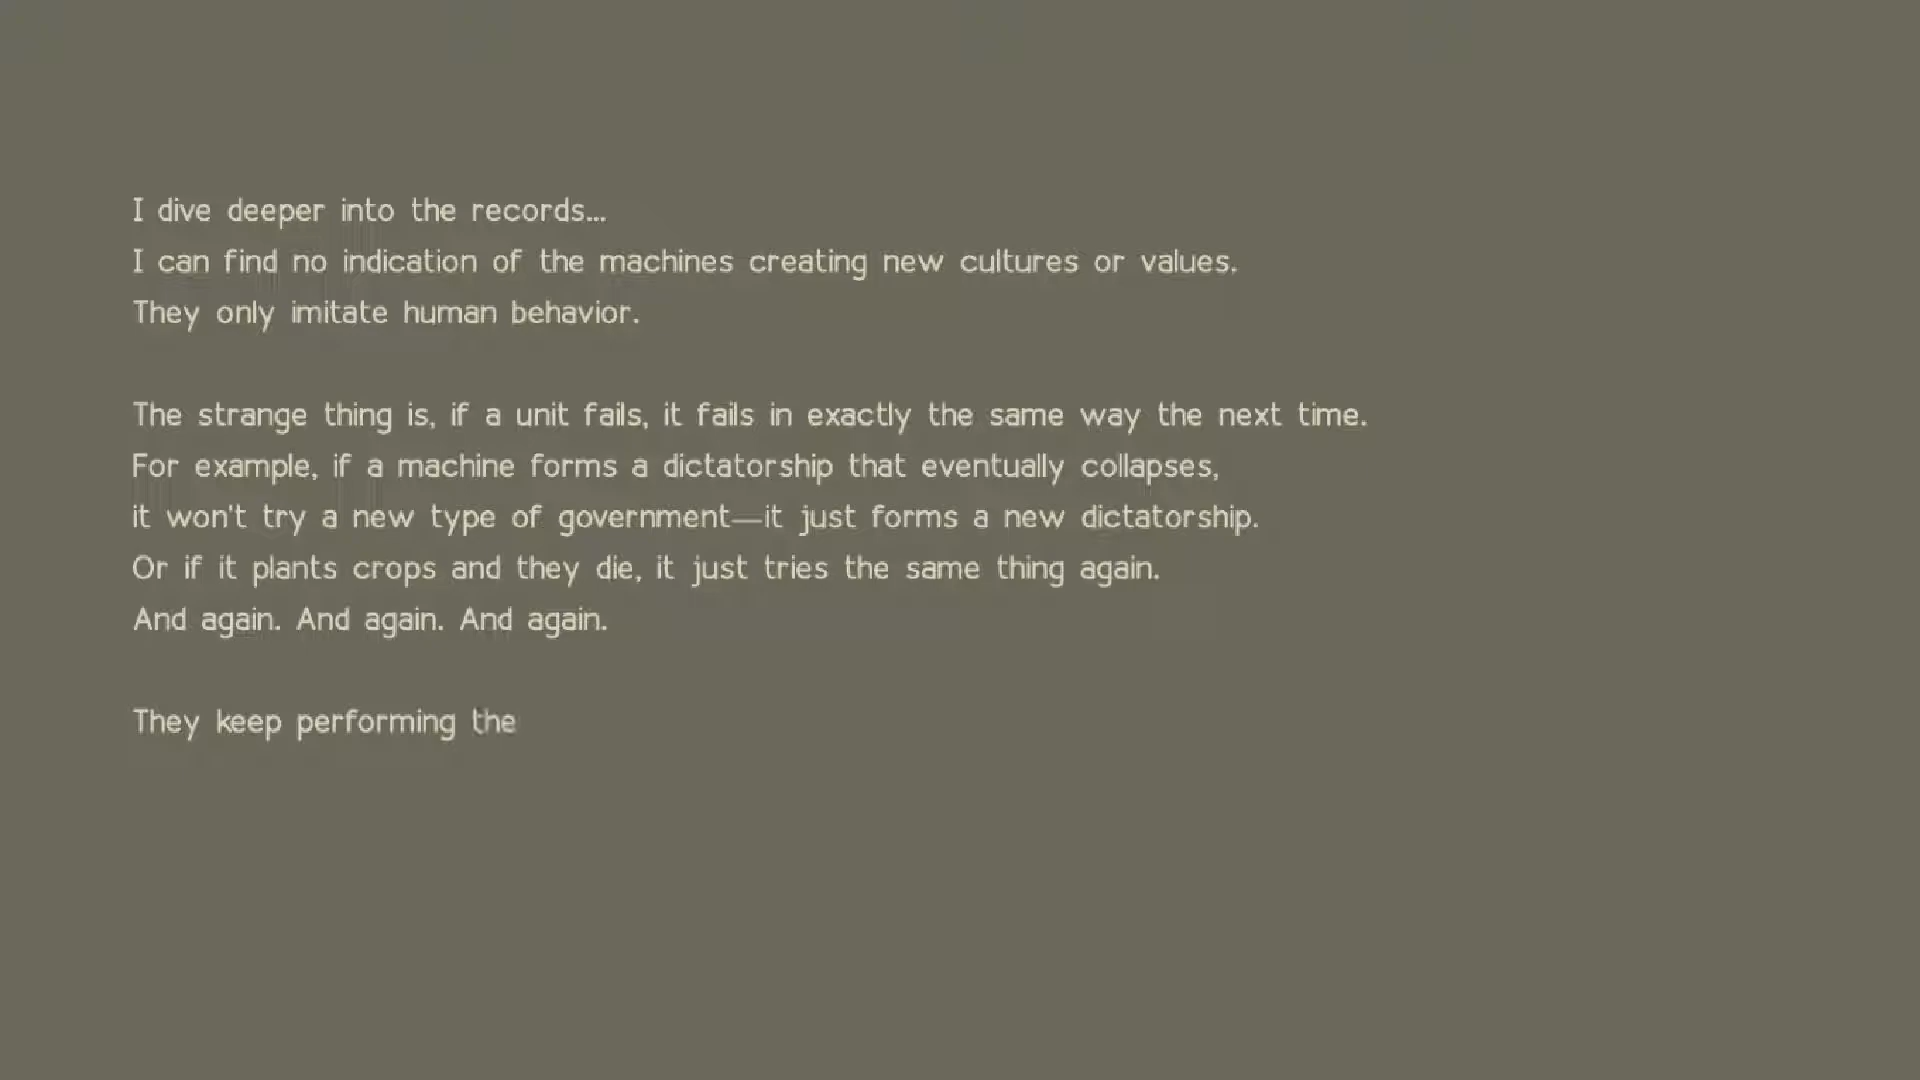 I dive deeper into the records...
I can find no indication of the machines creating new cultures or values.
They only imitate human behavior.
The strange thing is, if a unit fails, it fails in exactly the same way the next time.
For example, if a machine forms a dictatorship that eventually collapses,
it won't try a new type of government—it just forms a new dictatorship.
Or if it plants crops and they die, it just tries the same thing again.
And again. And again. And again.
They keep performing the